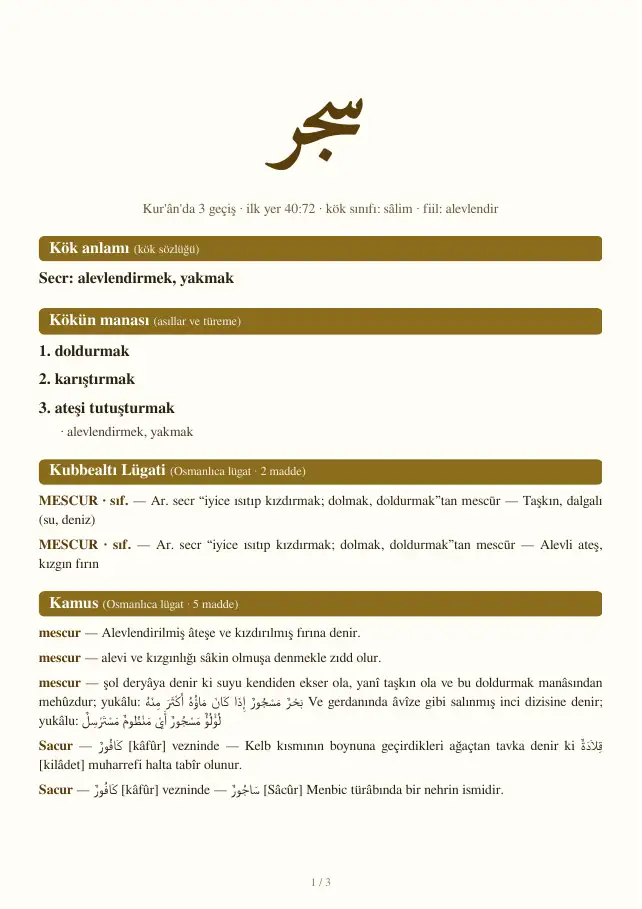 سجر
Kur'ân'da 3 geçiş · ilk yer 40:72 · kök sınıfı: sâlim · fiil: alevlendir
Kök anlamı (kök sözlüğü)
Secr: alevlendirmek, yakmak
Kökün manası (asıllar ve türeme)
1. doldurmak
2. karıştırmak
3. ateşi tutuşturmak
· alevlendirmek, yakmak
Kubbealtı Lügati (Osmanlıca lügat · 2 madde)
MESCUR · sıf. — Ar. secr “iyice ısıtıp kızdırmak; dolmak, doldurmak”tan mescūr — Taşkın, dalgalı
(su, deniz)
MESCUR · sıf. — Ar. secr “iyice ısıtıp kızdırmak; dolmak, doldurmak”tan mescūr — Alevli ateş,
kızgın fırın
Kamus (Osmanlıca lügat · 5 madde)
mescur — Alevlendirilmiş âteşe ve kızdırılmış fırına denir.
mescur — alevi ve kızgınlığı sâkin olmuşa denmekle zıdd olur.
mescur — şol deryâya denir ki suyu kendiden ekser ola, yanî taşkın ola ve bu doldurmak manâsından
mehûzdur; yukâlu: بَحْرٌ مَسْجُورٌ إِذَا كَانَ مَاؤُهُ أَكْثَرَ مِنْهُ Ve gerdanında âvîze gibi salınmış inci dizisine denir;
yukâlu: لُؤْلُؤٌ مَسْجُورٌ أَيْ مَنْظُومٌ مُسْتَرْسِلٌ
Sacur — كَافُورٌ [kâfûr] vezninde — Kelb kısmının boynuna geçirdikleri ağaçtan tavka denir ki قِلَادَةٌ
[kilâdet] muharrefi halta tabîr olunur.
Sacur — كَافُورٌ [kâfûr] vezninde — سَاجُورٌ [Sâcûr] Menbic türâbında bir nehrin ismidir.
1 / 3